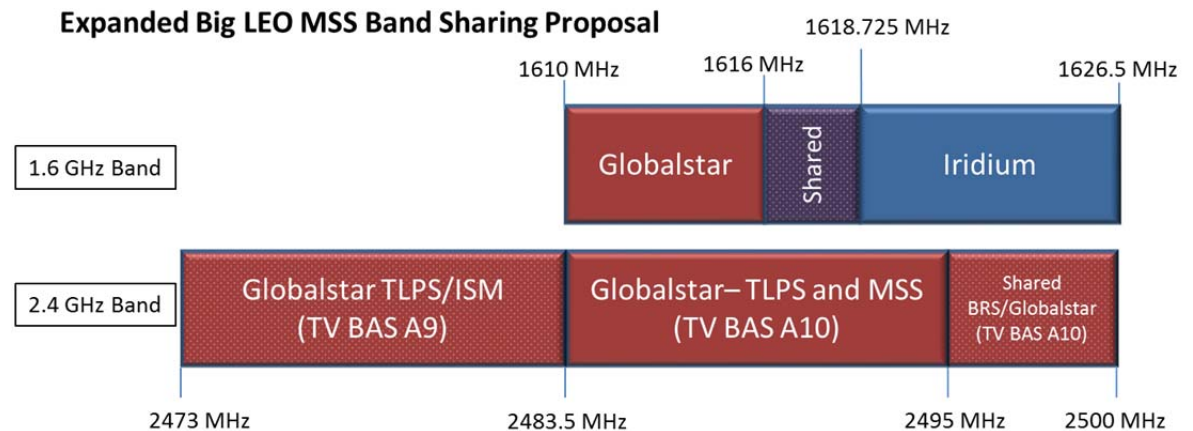 Expanded Big LEO MSS Band Sharing Proposal
1618.725 MHz
1610 MHz
1616 MHz
1626.5 MHz
1.6 GHz Band
Globalstar
Shared
Iridium
2.4 GHz Band
Globalstar TLPS/ISM
(TV BAS A9)
Globalstar– TLPS and MSS
(TV BAS A10)
Shared
BRS/Globalstar
(TV BAS A10)
2473 MHz
2483.5 MHz
2495 MHz
2500 MHz